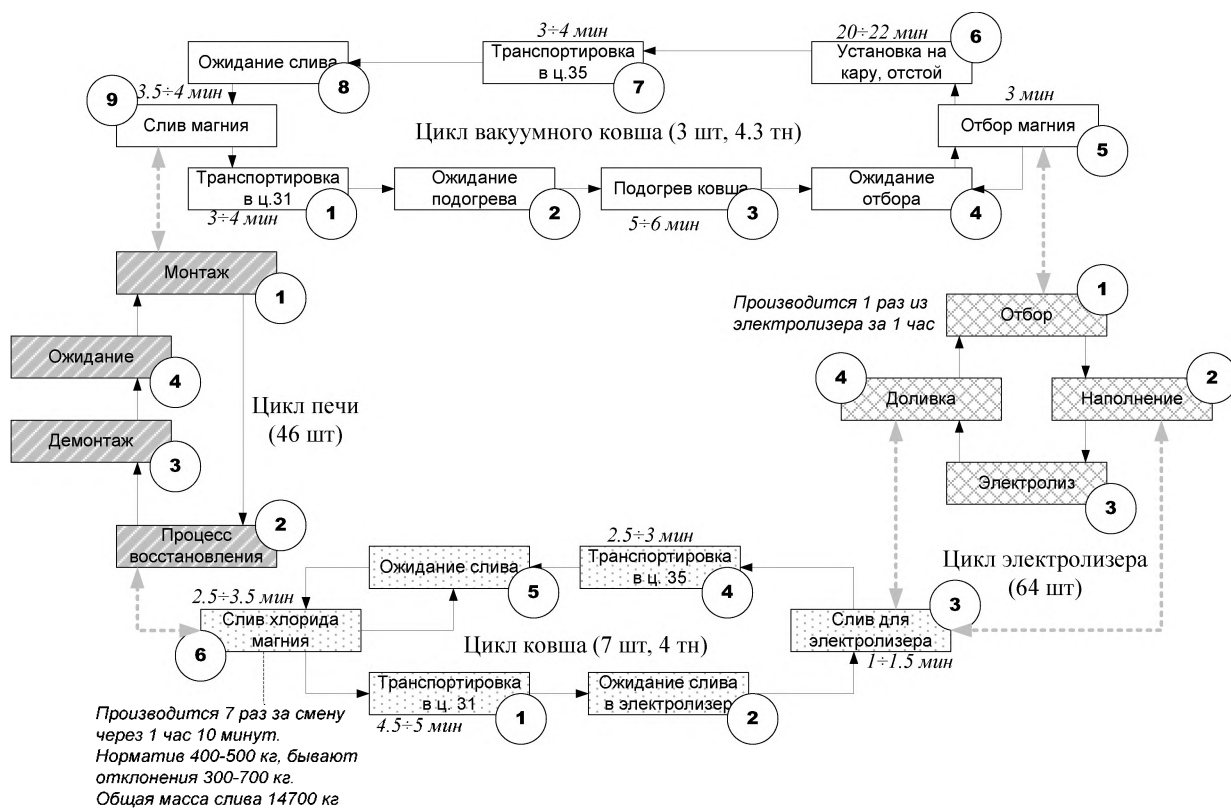 3÷4 мин
20÷22 мин
6
Ожидание слива
8
Транспортировка
в ц.35
7
Установка на
кару, отстой
9
3.5÷4 мин
Слив магния
Цикл вакуумного ковша (3 шт, 4.3 тн)
3 мин
Отбор магния
5
Транспортировка
в ц.31
1
3÷4 мин
Ожидание
подогрева
2
Подогрев ковша
3
5÷6 мин
Ожидание
отбора
4
Монтаж
1
Производится 1 раз из
электролизера за 1 час
1
Отбор
Ожидание
4
4
Доливка
2
Наполнение
Цикл печи
(46 шт)
Демонтаж
3
Электролиз
3
2
Процесс
восстановления
2.5÷3 мин
Ожидание слива
5
Транспортировка
в ц. 35
4
Цикл электролизера
(64 шт)
2.5÷3.5 мин
Слив хлорида
магния
6
Цикл ковша (7 шт, 4 тн)
3
Слив для
электролизера
1÷1.5 мин
Транспортировка
в ц. 31
1
4.5÷5 мин
Ожидание слива
в электролизер
2
Производится 7 раз за смену
через 1 час 10 минут.
Норматив 400-500 кг, бывают
отклонения 300-700 кг.
Общая масса слива 14700 кг